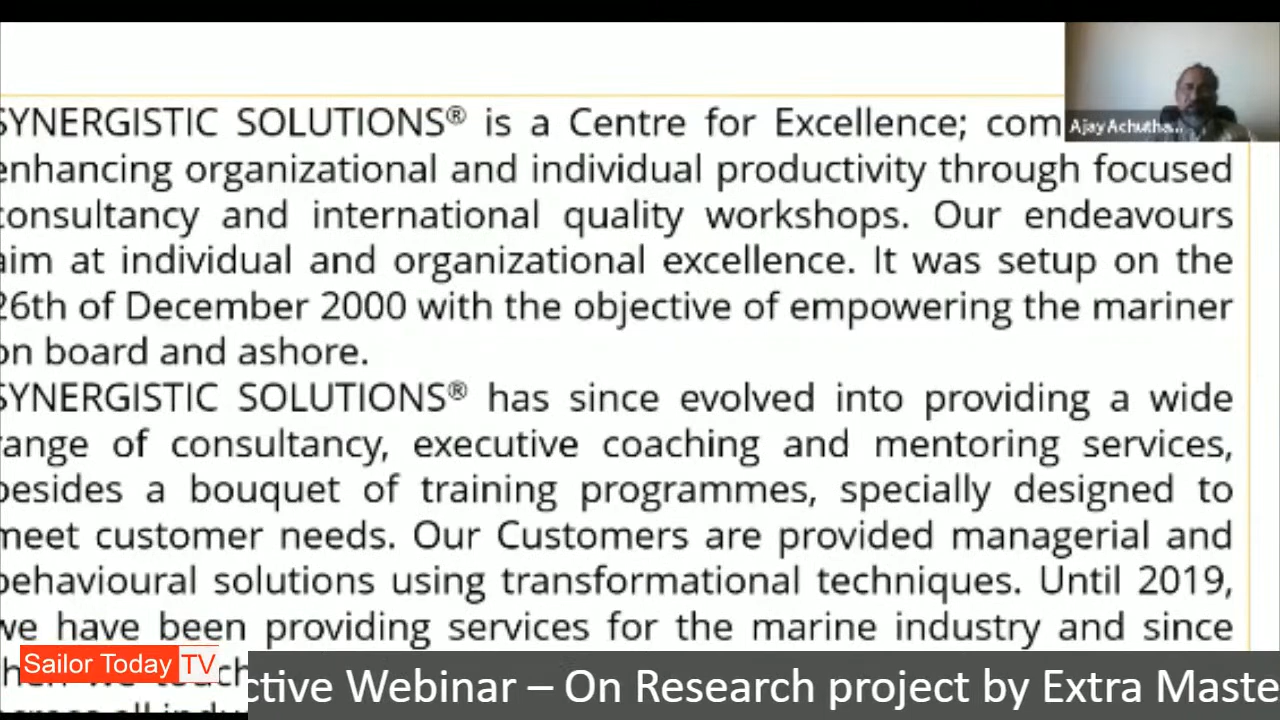 SYNERGISTIC SOLUTIONS® is a Centre for Excellence; com
Ajay Achutha...
enhancing organizational and individual productivity through focused
consultancy and international quality workshops. Our endeavours
aim at individual and organizational excellence. It was setup on the
26th of December 2000 with the objective of empowering the mariner
on board and ashore.
SYNERGISTIC SOLUTIONS® has since evolved into providing a wide
range of consultancy, executive coaching and mentoring services,
besides a bouquet of training programmes, specially designed to
meet customer needs. Our Customers are provided managerial and
behavioural solutions using transformational techniques. Until 2019,
we have been providing services for the marine industry and since
Sailor Today TV
ctive Webinar – On Research project by Extra Maste